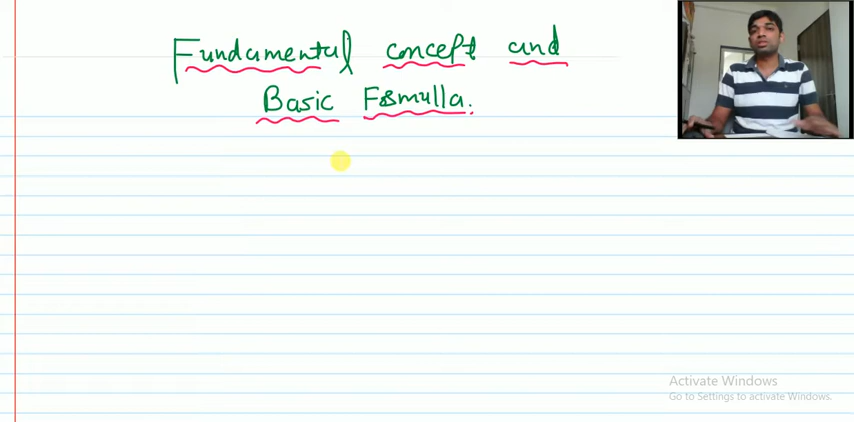 Fundamental concept and
Basic Formulla.
Activate Windows
Go to Settings to activate Windows.